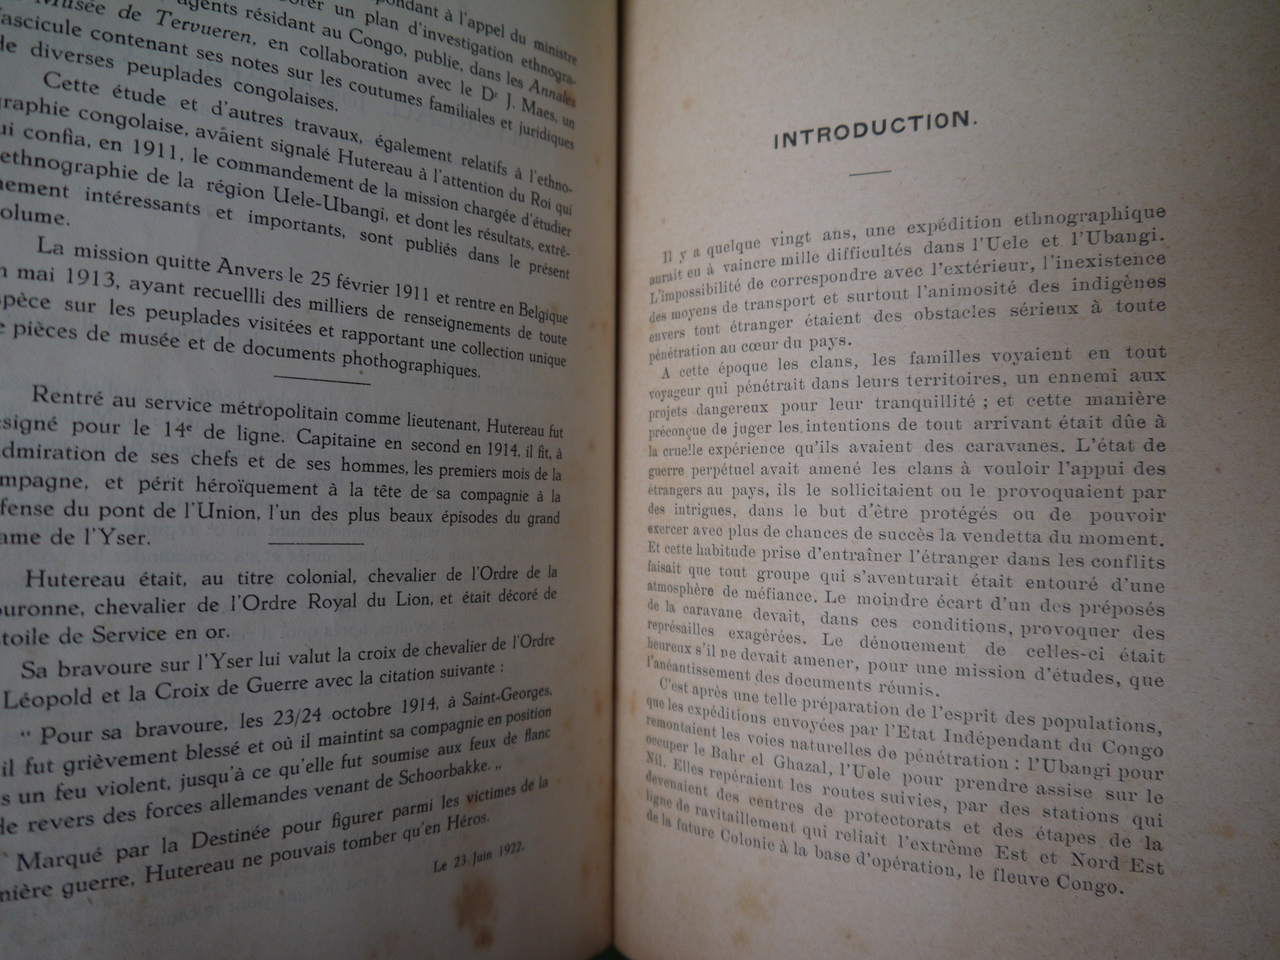 pondant à l'appel du ministre
un plan d'investigation ethnogra-
agents résidant au Congo, publie, dans les Annales
Musée de Tervueren, en collaboration avec le Dr J. Maes, un
fascicule contenant ses notes sur les coutumes familiales et juridiques
de diverses peuplades congolaises.
Cette étude et d'autres travaux, également relatifs à l'ethno-
graphie congolaise, avaient signalé Hutereau à l'attention du Roi qui
ui confia, en 1911, le commandement de la mission chargée d'étudier
ethnographie de la région Uele-Ubangi, et dont les résultats, extrê-
nement intéressants et importants, sont publiés dans le présent
olume.
La mission quitte Anvers le 25 février 1911 et rentre en Belgique
n mai 1913, ayant recuellli des milliers de renseignements de toute
spèce sur les peuplades visitées et rapportant une collection unique
e pièces de musée et de documents phothographiques.
Rentré au service métropolitain comme lieutenant, Hutereau fut
signé pour le 14e de ligne. Capitaine en second en 1914, il fit, à
dmiration de ses chefs et de ses hommes, les premiers mois de la
mpagne, et périt héroïquement à la tête de sa compagnie à la
fense du pont de l'Union, l'un des plus beaux épisodes du grand
ame de l'Yser.
Hutereau était, au titre colonial, chevalier de l'Ordre de la
ouronne, chevalier de l'Ordre Royal du Lion, et était décoré de
toile de Service en or.
Sa bravoure sur l'Yser lui valut la croix de chevalier de l'Ordre
Léopold et la Croix de Guerre avec la citation suivante :
“ Pour sa bravoure, les 23/24 octobre 1914, à Saint-Georges,
il fut grièvement blessé et où il maintint sa compagnie en position
s un feu violent, jusqu'à ce qu'elle fut soumise aux feux de flanc
de revers des forces allemandes venant de Schoorbakke. „
Marqué par la Destinée pour figurer parmi les victimes de la
nière guerre, Hutereau ne pouvais tomber qu'en Héros.
Le 23 Juin 1922.
INTRODUCTION.
Il y a quelque vingt ans, une expédition ethnographique
aurait eu à vaincre mille difficultés dans l'Uele et l'Ubangi.
L'impossibilité de correspondre avec l'extérieur, l'inexistence
des moyens de transport et surtout l'animosité des indigènes
envers tout étranger étaient des obstacles sérieux à toute
pénétration au cœur du pays.
A cette époque les clans, les familles voyaient en tout
voyageur qui pénétrait dans leurs territoires, un ennemi aux
projets dangereux pour leur tranquillité ; et cette manière
préconçue de juger les intentions de tout arrivant était dûe à
la cruelle expérience qu'ils avaient des caravanes. L'état de
guerre perpétuel avait amené les clans à vouloir l'appui des
étrangers au pays, ils le sollicitaient ou le provoquaient par
des intrigues, dans le but d'être protégés ou de pouvoir
exercer avec plus de chances de succès la vendetta du moment.
Et cette habitude prise d'entraîner l'étranger dans les conflits
faisait que tout groupe qui s'aventurait était entouré d'une
atmosphère de méfiance. Le moindre écart d'un des préposés
de la caravane devait, dans ces conditions, provoquer des
représailles exagérées. Le dénouement de celles-ci était
heureux s'il ne devait amener, pour une mission d'études, que
l'anéantissement des documents réunis.
C'est après une telle préparation de l'esprit des populations,
que les expéditions envoyées par l'Etat Indépendant du Congo
remontaient les voies naturelles de pénétration : l'Ubangi pour
occuper le Bahr el Ghazal, l'Uele pour prendre assise sur le
Nil. Elles repéraient les routes suivies, par des stations qui
devenaient des centres de protectorats et des étapes de la
ligne de ravitaillement qui reliait l'extrême Est et Nord Est
de la future Colonie à la base d'opération, le fleuve Congo.